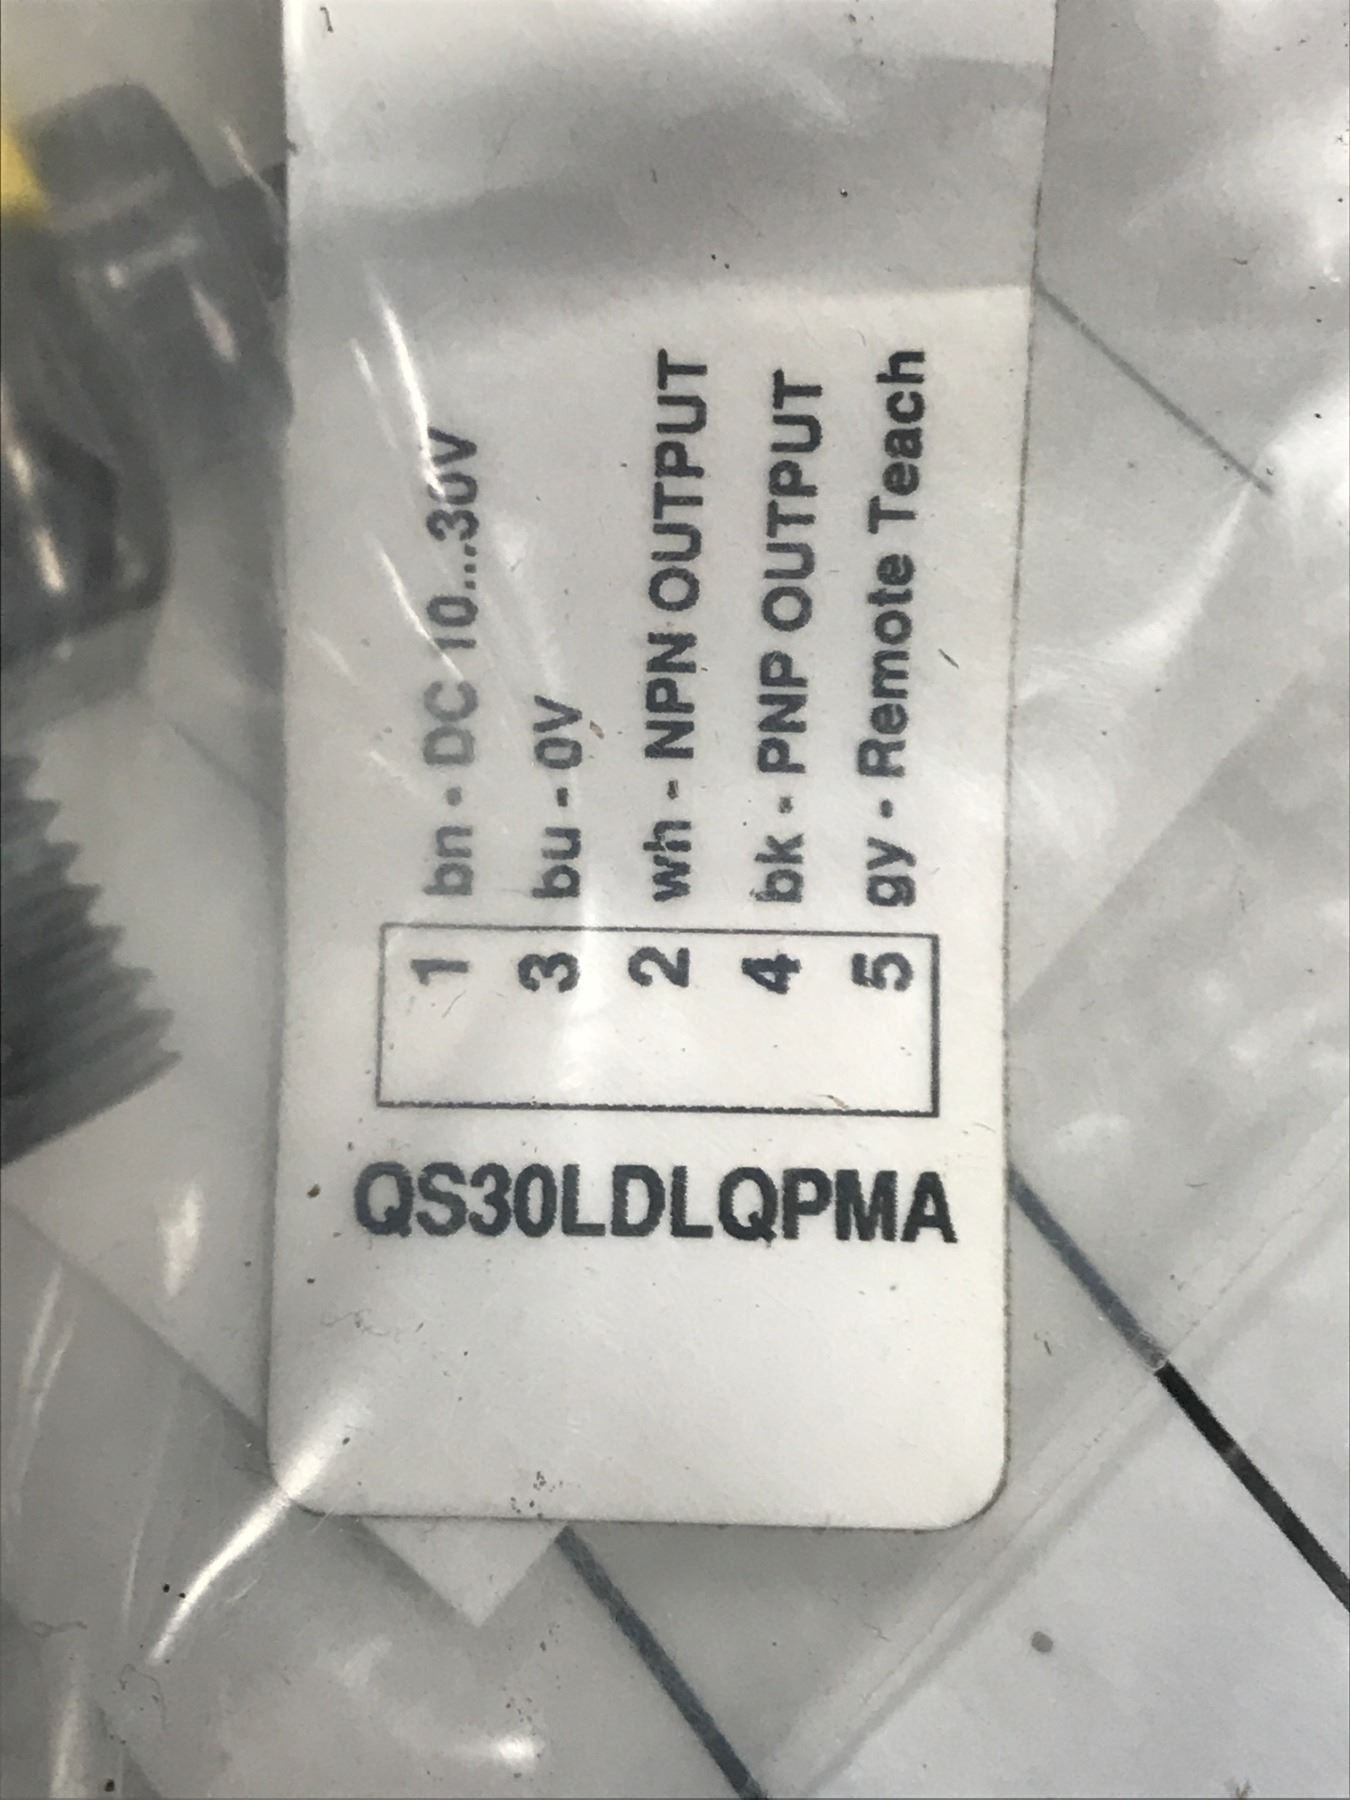 1 bn - DC 10...30V
3 bu - 0V
2 wh - NPN OUTPUT
4 bk - PNP OUTPUT
5 gy - Remote Teach
QS30LDLQPMA